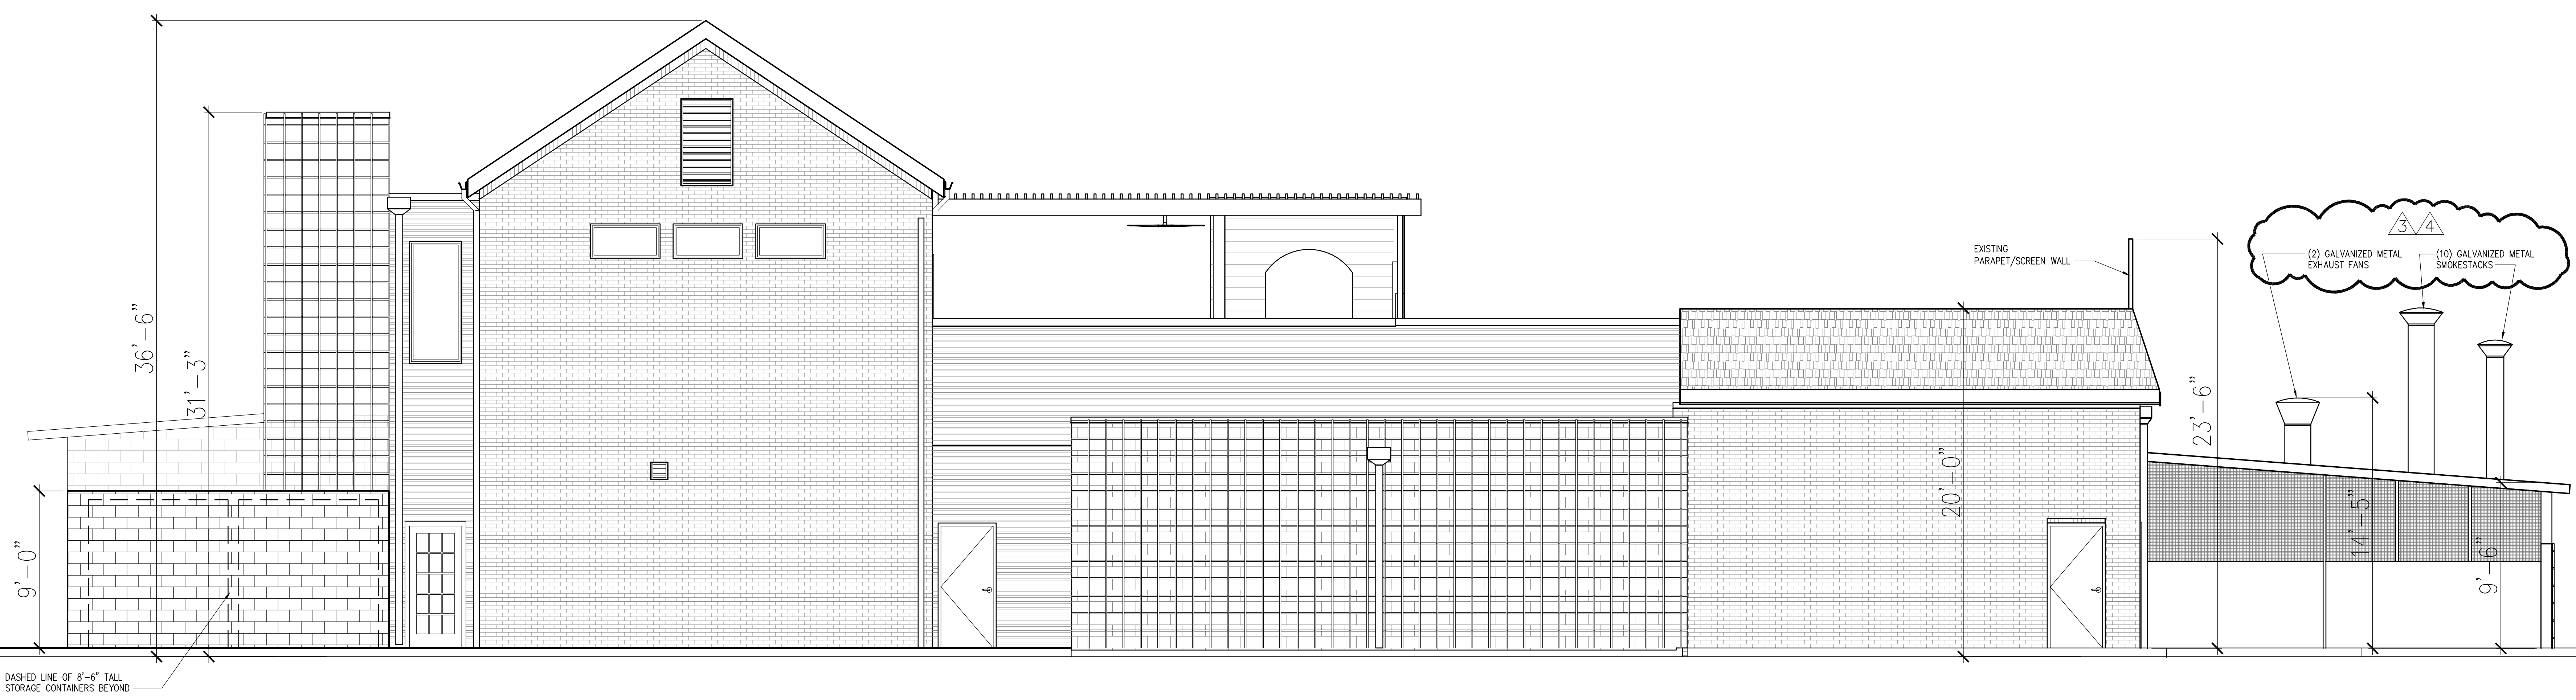 36'-6"
31'-3"
9'-0"
DASHED LINE OF 8'-6" TALL
STORAGE CONTAINERS BEYOND
EXISTING
PARAPET/SCREEN WALL
20'-0"
23'-6"
3 4
(2) GALVANIZED METAL
EXHAUST FANS
(10) GALVANIZED METAL
SMOKESTACKS
14'-5"
9'-6"